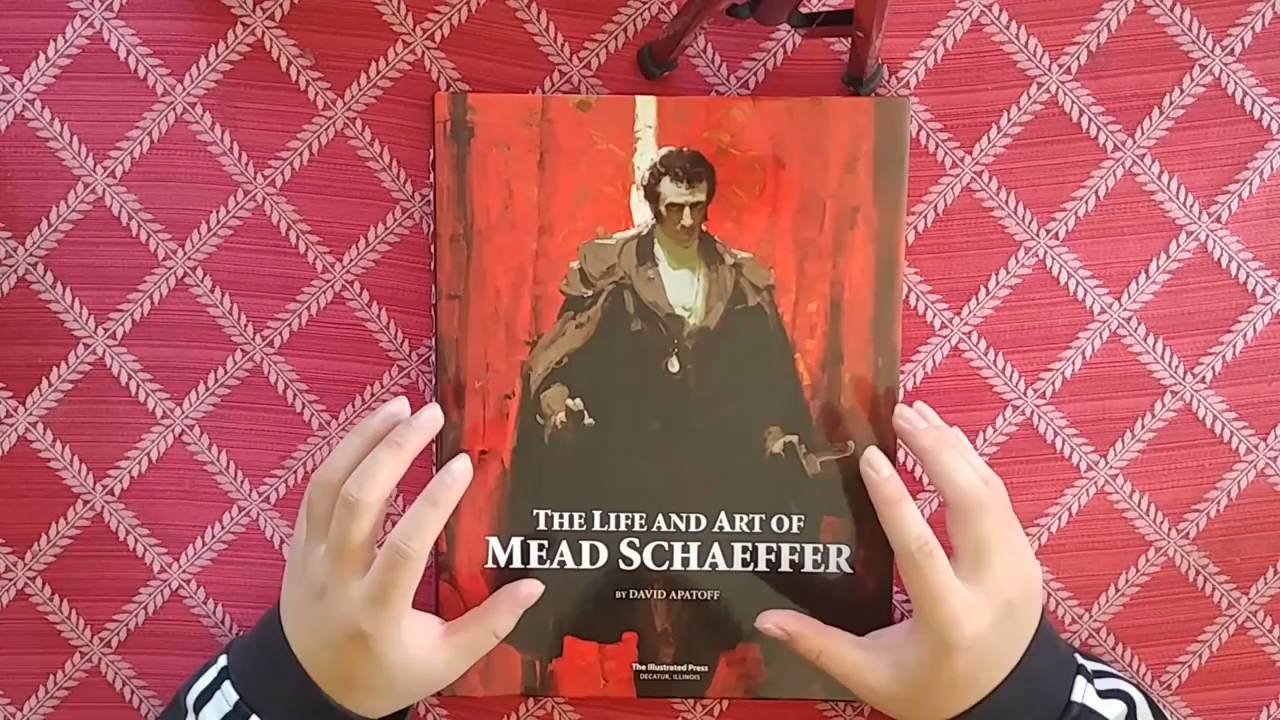 THE LIFE AND ART OF
MEAD SCHAEFFER
BY DAVID APATOFF
The Illustrated Press
DECATUR, ILLINOIS